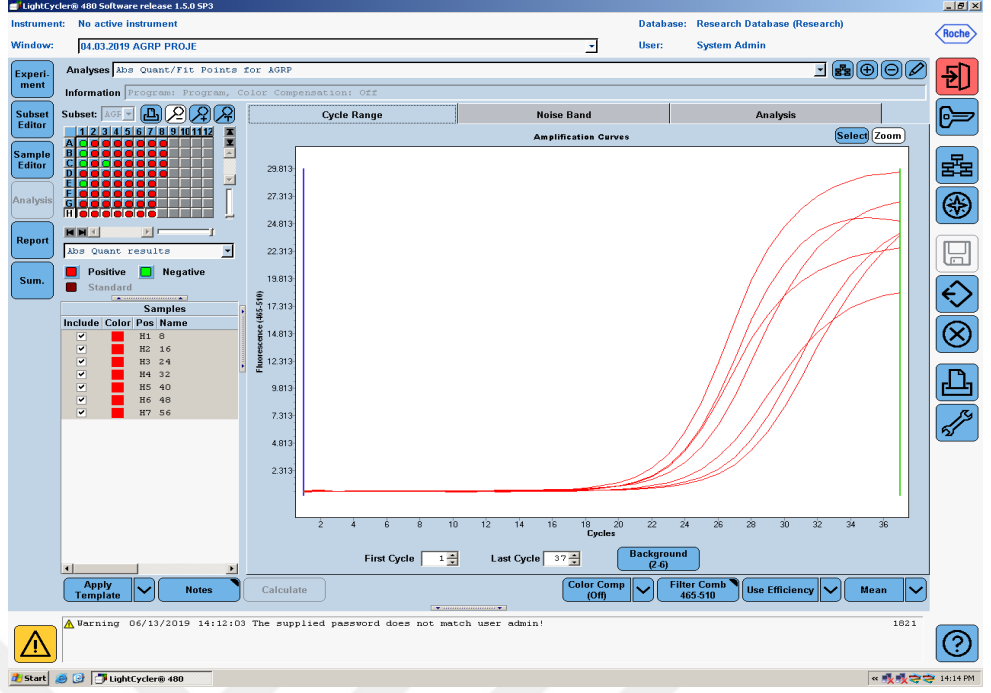 LightCycler® 480 Software release 1.5.0 SP3
Instrument: No active instrument
Database: Research Database (Research)
Window: 04.03.2019 AGRP PROJE
User: System Admin
Roche
Experi-
ment
Subset
Editor
Sample
Editor
Analysis
Report
Sum.
Analyses Abs Quant/Fit Points for AGRP
Information Program: Program, Color Compensation: Off
Subset: AGF
1 2 3 4 5 6 7 8 9 10 11 12
A
B
C
D
E
F
G
H
Abs Quant results
Positive Negative
Standard
Samples
Include Color Pos Name
H1 8
H2 16
H3 24
H4 32
H5 40
H6 48
H7 56
Cycle Range Noise Band Analysis
Amplification Curves
Select Zoom
29.813
27.313
24.813
22.313
19.813
17.313
14.813
12.313
9.813
7.313
4.813
2.313
Fluorescence (465-510)
2 4 6 8 10 12 14 16 18 20 22 24 26 28 30 32 34 36
Cycles
First Cycle 1 Last Cycle 37 Background
(2-6)
Apply
Template
Notes
Calculate
Color Comp
(Off)
Filter Comb
465-510
Use Efficiency
Mean
Warning 06/13/2019 14:12:03 The supplied password does not match user admin! 1821
Start LightCycler® 480 14:14 PM